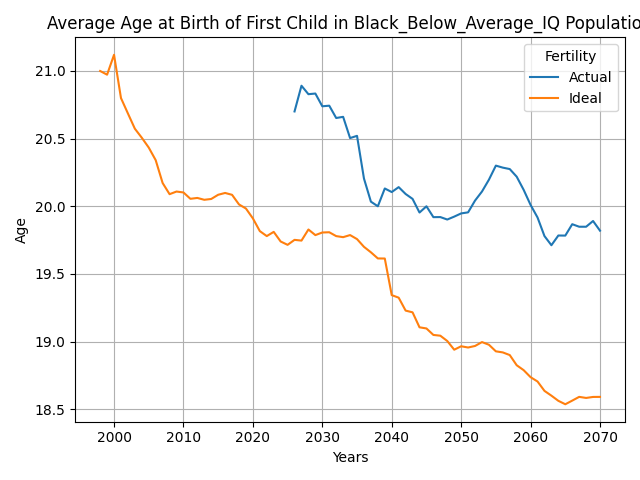 Average Age at Birth of First Child in Black_Below_Average_IQ Populatio
Fertility
Actual
Ideal
Age
21.0
20.5
20.0
19.5
19.0
18.5
2000 2010 2020 2030 2040 2050 2060 2070
Years